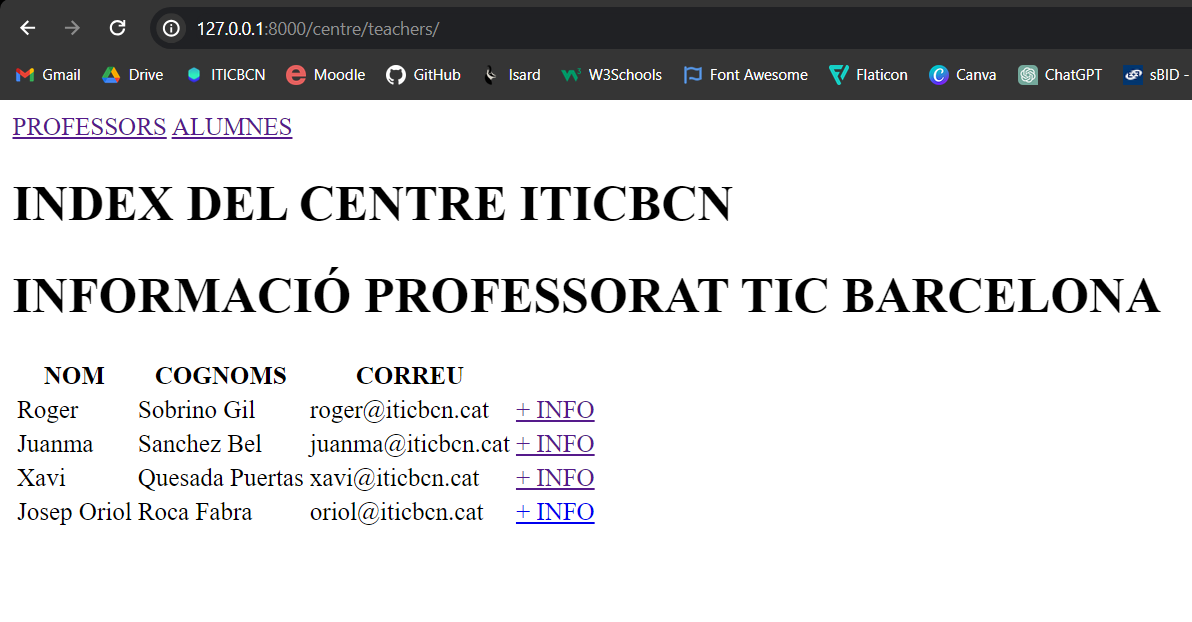 127.0.0.1:8000/centre/teachers/
Gmail Drive ITICBCN Moodle GitHub Isard W3Schools Font Awesome Flaticon Canva ChatGPT sBID -
PROFESSORS ALUMNES
INDEX DEL CENTRE ITICBCN
INFORMACIÓ PROFESSORAT TIC BARCELONA
NOM COGNOMS CORREU
Roger Sobrino Gil roger@iticbcn.cat + INFO
Juanma Sanchez Bel juanma@iticbcn.cat + INFO
Xavi Quesada Puertas xavi@iticbcn.cat + INFO
Josep Oriol Roca Fabra oriol@iticbcn.cat + INFO